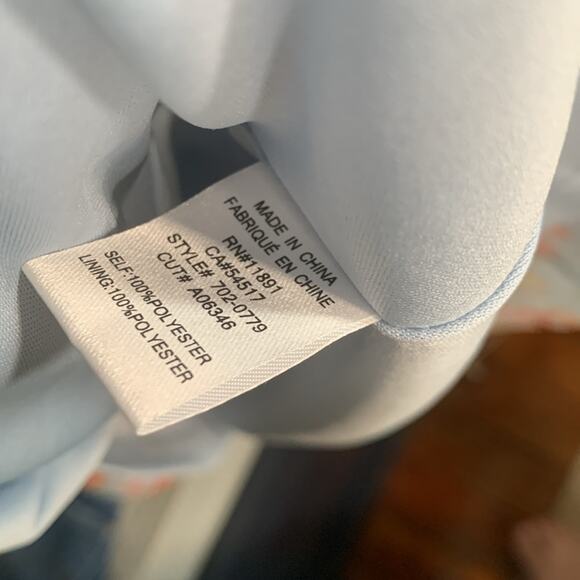 MADE IN CHINA
FABRIQUÉ EN CHINE
RN#11891
CA#54517
STYLE# 702-0779
CUT# A06346
SELF:100%POLYESTER
LINING:100%POLYESTER